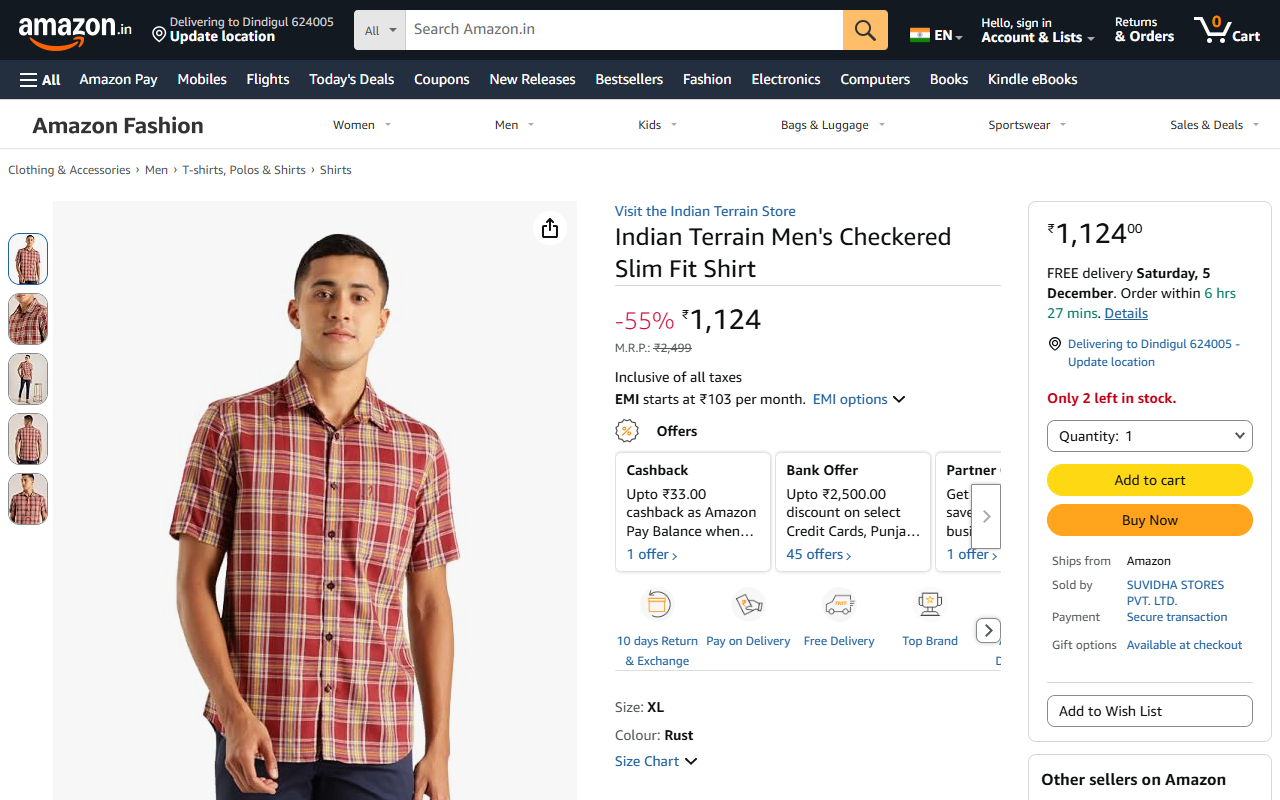 amazon.in
Delivering to Dindigul 624005
Update location
All
Search Amazon.in
EN
Hello, sign in
Account & Lists
Returns
& Orders
0
Cart
All
Amazon Pay
Mobiles
Flights
Today's Deals
Coupons
New Releases
Bestsellers
Fashion
Electronics
Computers
Books
Kindle eBooks
Amazon Fashion
Women
Men
Kids
Bags & Luggage
Sportswear
Sales & Deals
Clothing & Accessories › Men › T-shirts, Polos & Shirts › Shirts
Visit the Indian Terrain Store
Indian Terrain Men's Checkered
Slim Fit Shirt
-55% ₹1,124
M.R.P.: ₹2,499
Inclusive of all taxes
EMI starts at ₹103 per month. EMI options
% Offers
Cashback
Upto ₹33.00
cashback as Amazon
Pay Balance when…
1 offer ›
Bank Offer
Upto ₹2,500.00
discount on select
Credit Cards, Punja…
45 offers ›
Partner
Get
save
busi
1 offer ›
FREE
10 days Return
& Exchange
Pay on Delivery
Free Delivery
Top Brand
Size: XL
Colour: Rust
Size Chart
₹1,124 00
FREE delivery Saturday, 5
December. Order within 6 hrs
27 mins. Details
Delivering to Dindigul 624005 -
Update location
Only 2 left in stock.
Quantity: 1
Add to cart
Buy Now
Ships from Amazon
Sold by SUVIDHA STORES
PVT. LTD.
Payment Secure transaction
Gift options Available at checkout
Add to Wish List
Other sellers on Amazon